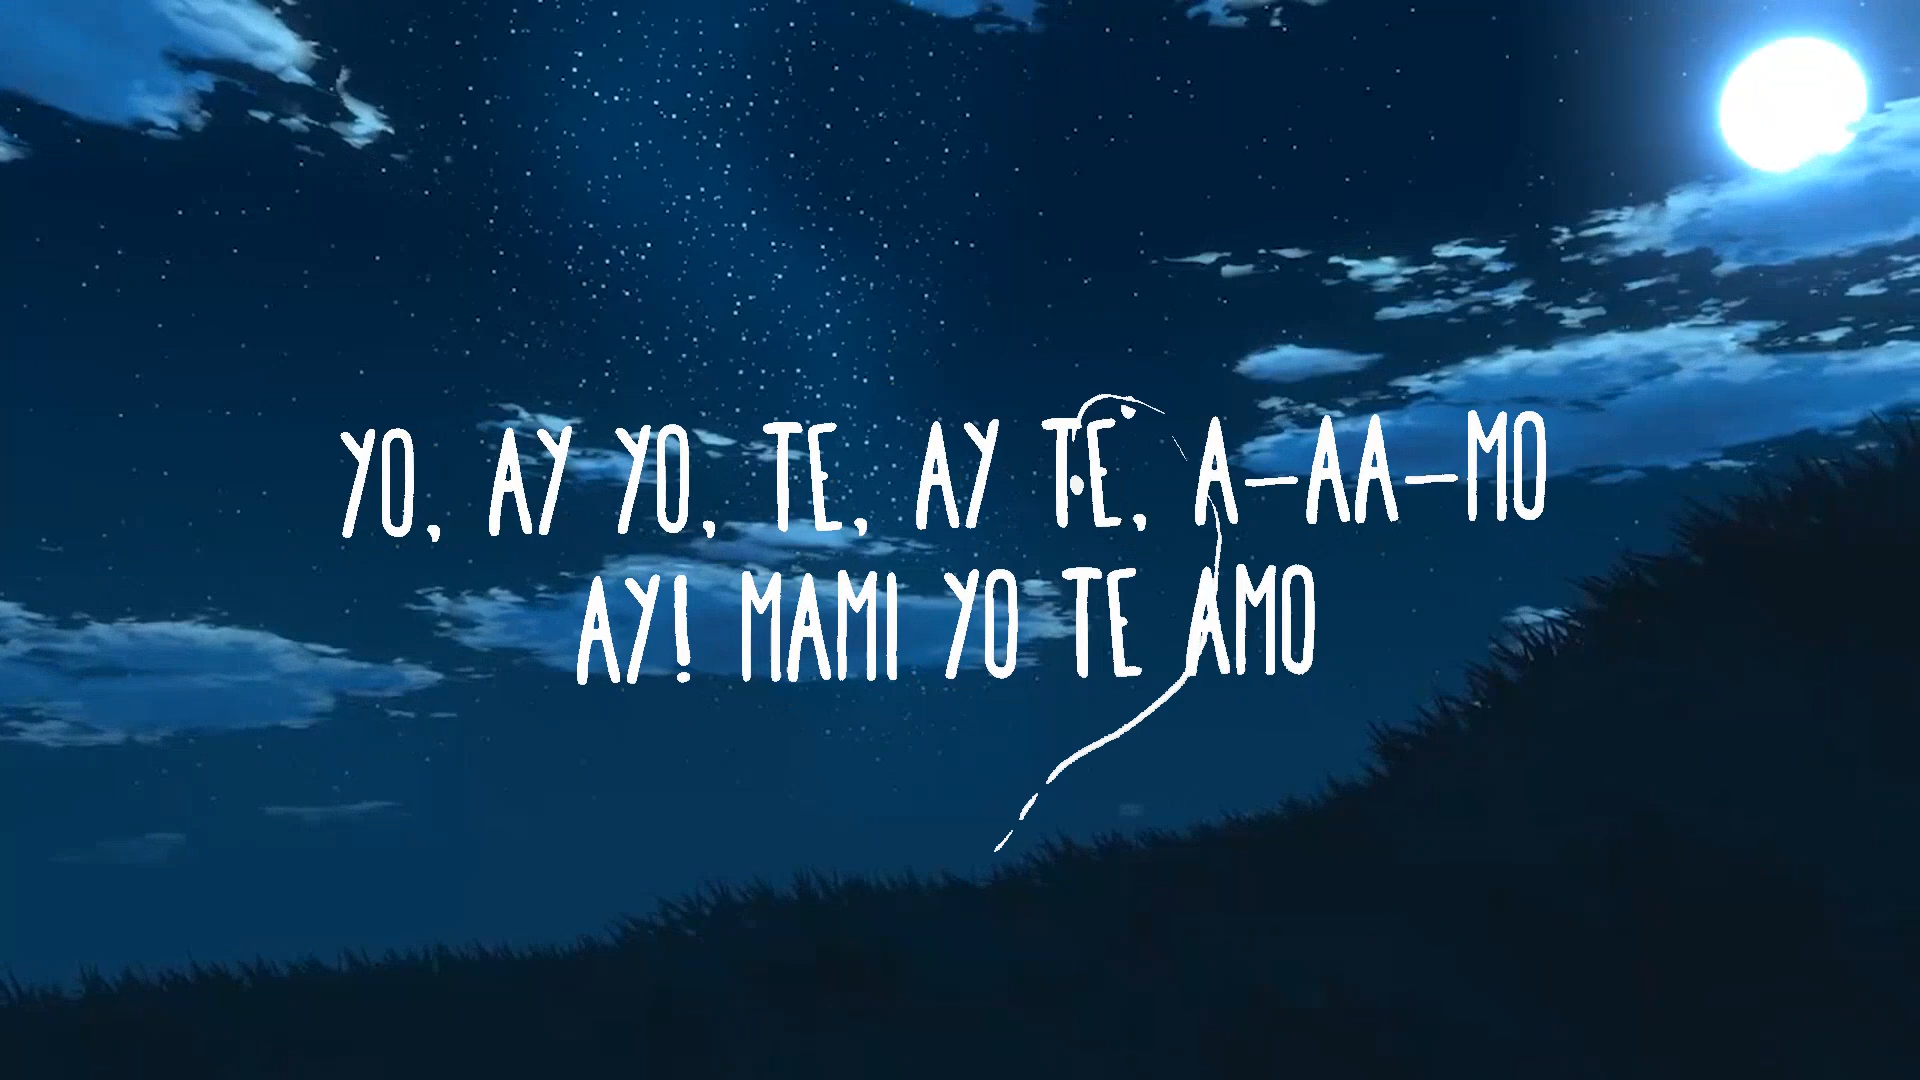 YO, AY YO, TE, AY TE, A-AA-MO
AY! MAMI YO TE AMO